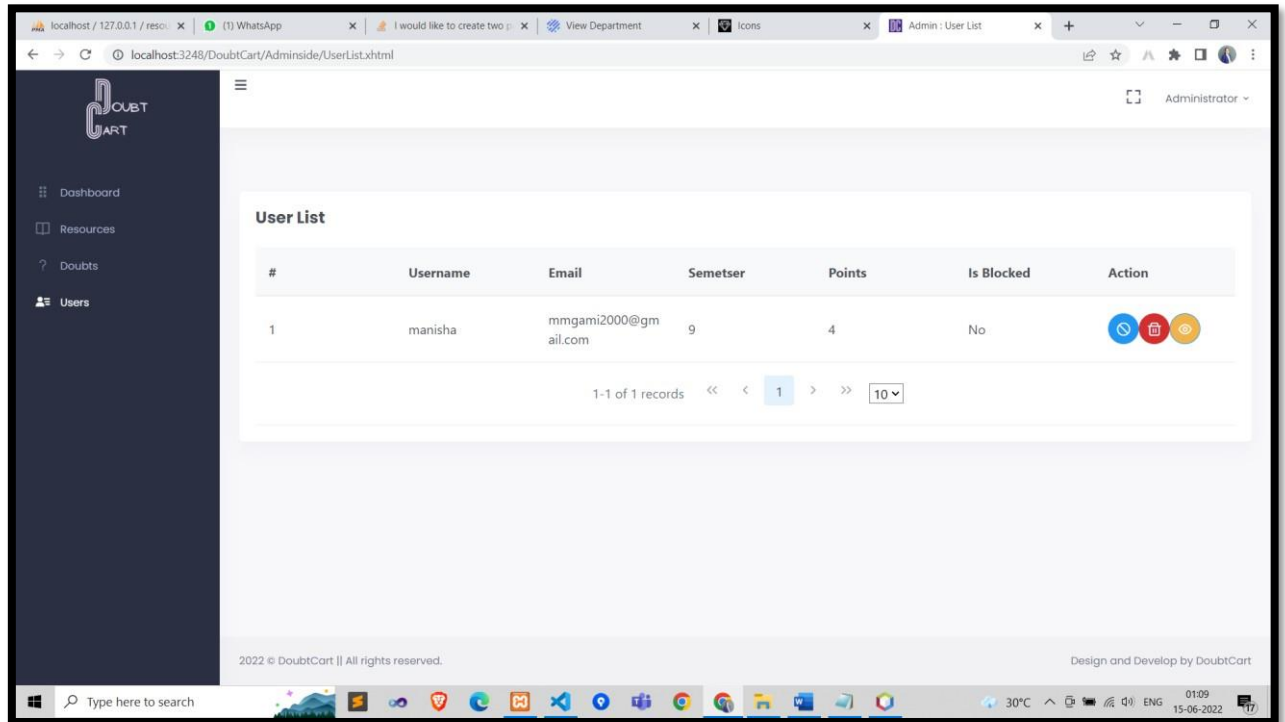 localhost / 127.0.0.1 / resou
(1) WhatsApp
I would like to create two p
View Department
Icons
Admin : User List
localhost:3248/DoubtCart/Adminside/UserList.xhtml
DOUBT
CART
Administrator
Dashboard
Resources
Doubts
Users
User List
# Username Email Semetser Points Is Blocked Action
1 manisha mmgami2000@gm 9 4 No
ail.com
1-1 of 1 records << < 1 > >> 10
2022 © DoubtCart || All rights reserved. Design and Develop by DoubtCart
Type here to search 30°C ENG 01:09
15-06-2022
17